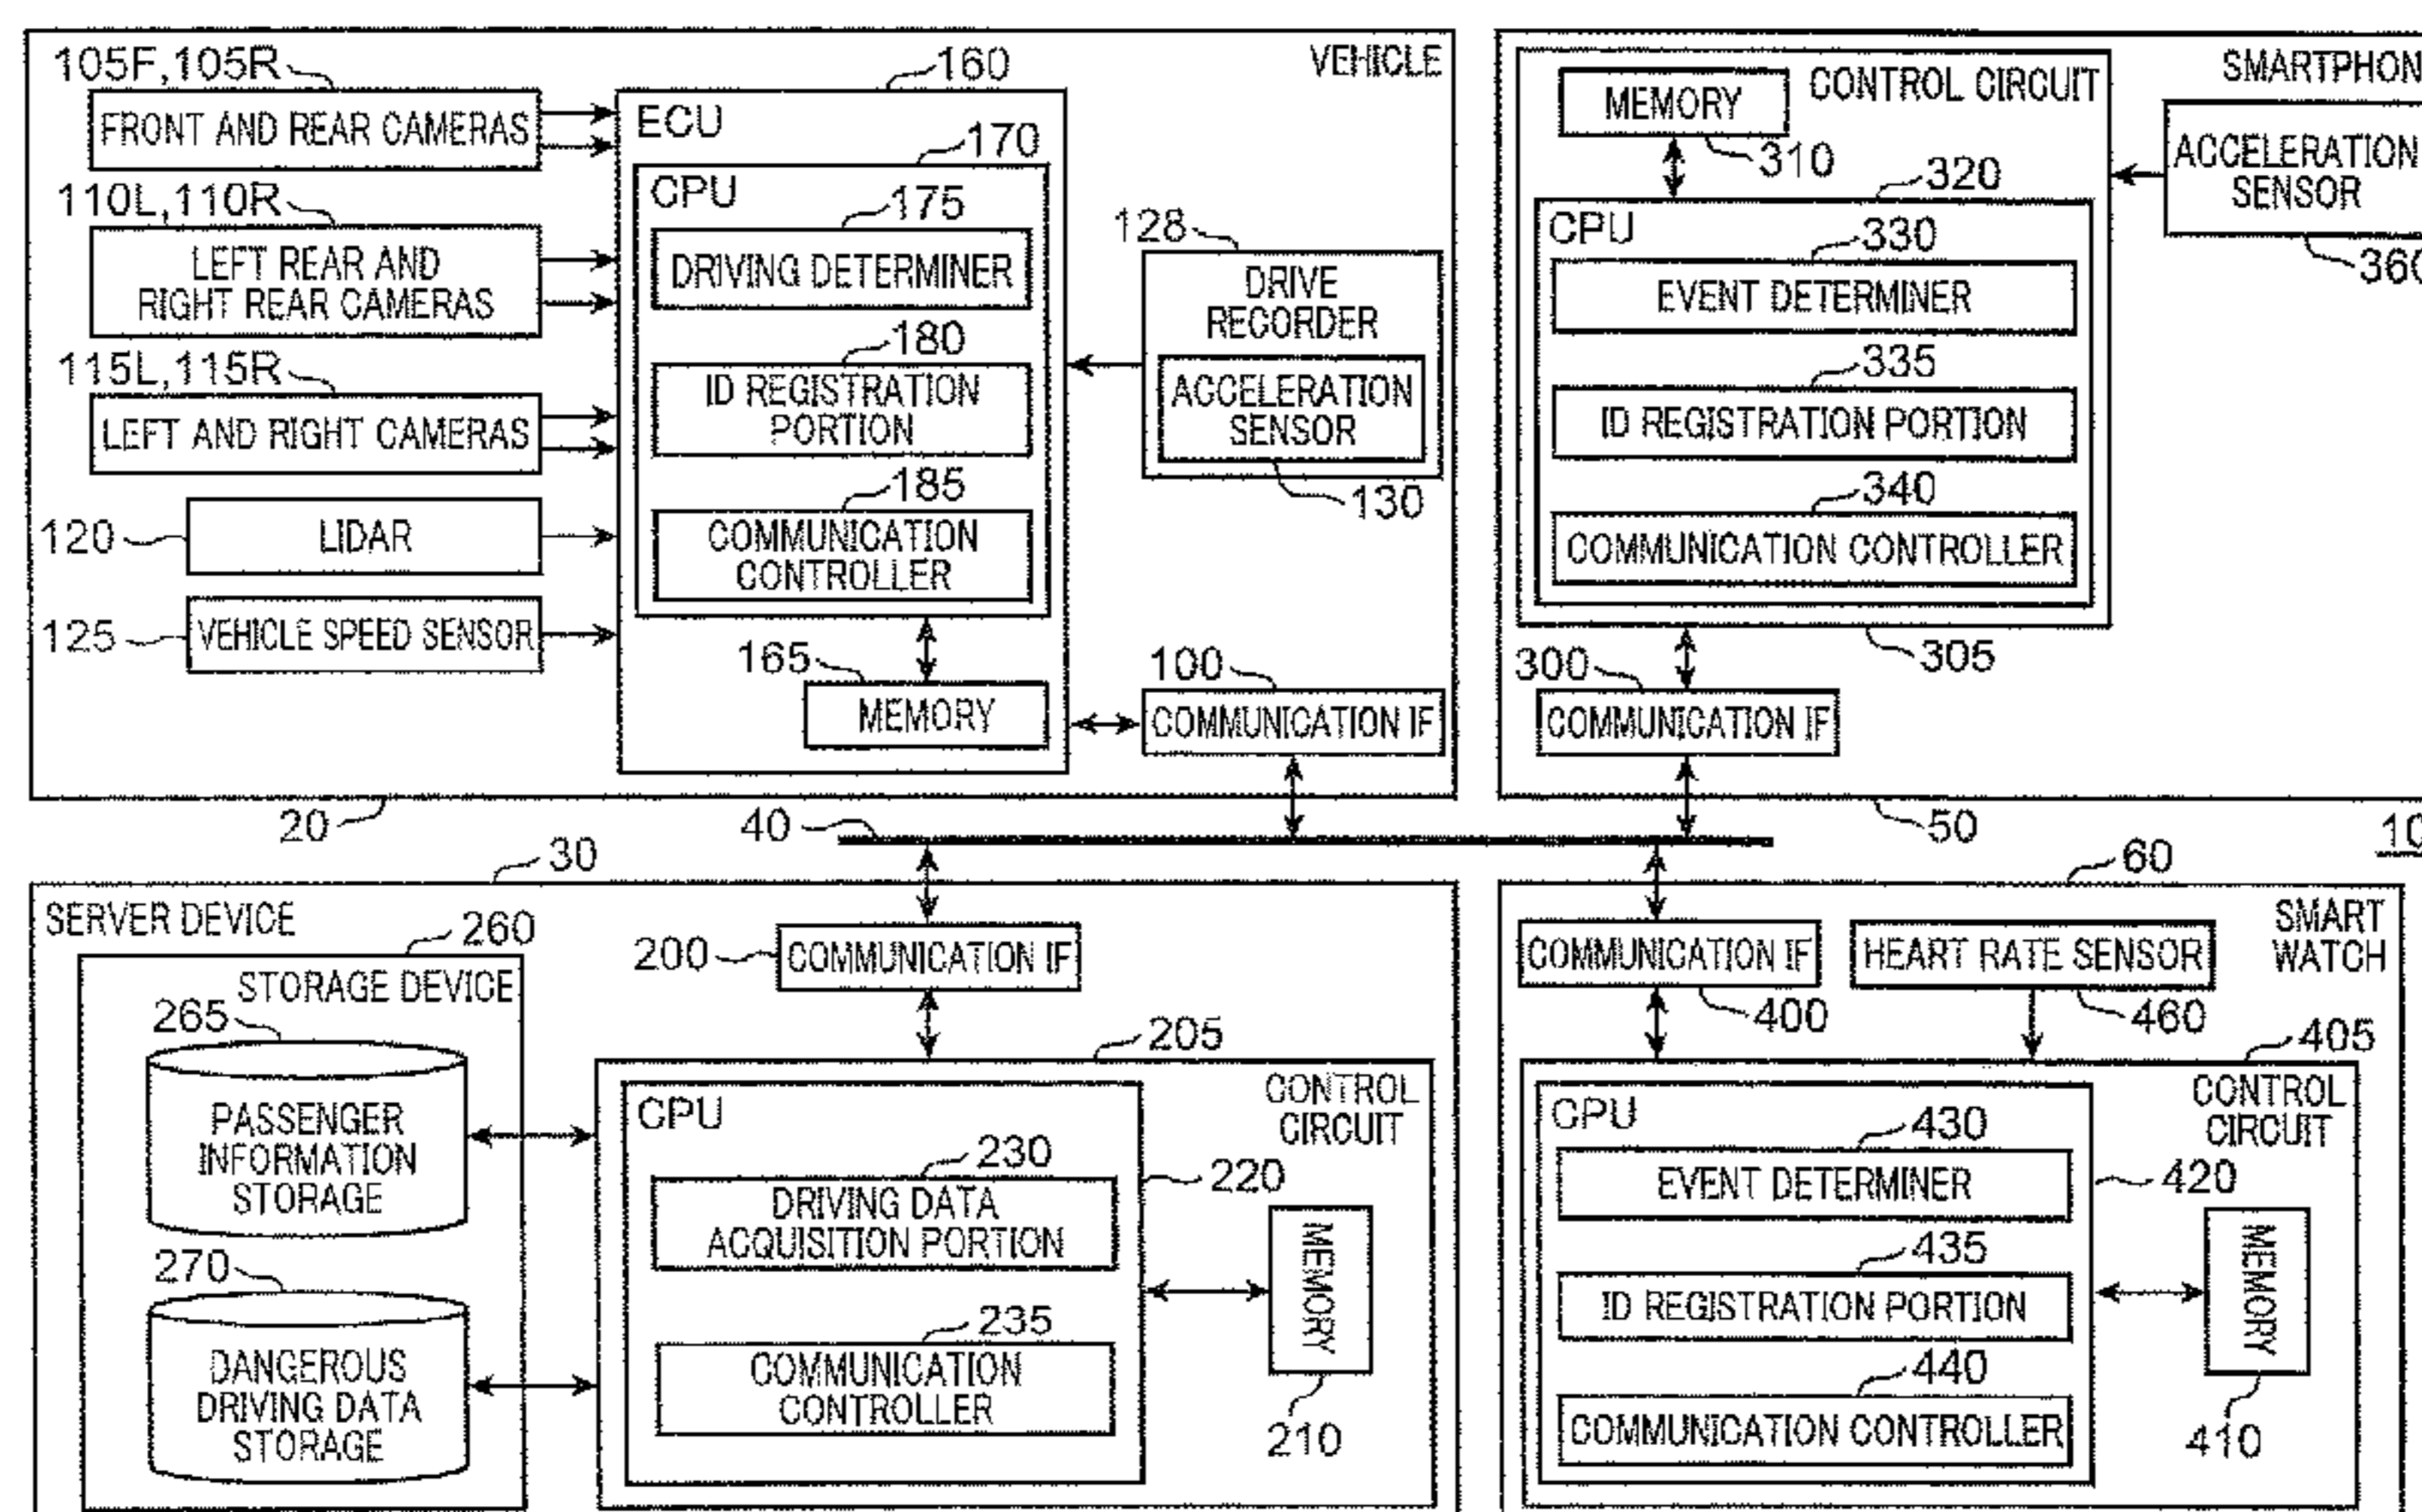 VEHICLE
105F,105R
FRONT AND REAR CAMERAS
110L,110R
LEFT REAR AND
RIGHT REAR CAMERAS
115L,115R
LEFT AND RIGHT CAMERAS
120
LIDAR
125
VEHICLE SPEED SENSOR
160
ECU
170
CPU
175
DRIVING DETERMINER
180
ID REGISTRATION
PORTION
185
COMMUNICATION
CONTROLLER
165
MEMORY
128
DRIVE
RECORDER
ACCELERATION
SENSOR
130
100
COMMUNICATION IF
20
SMARTPHON
CONTROL CIRCUIT
MEMORY
310
320
CPU
330
EVENT DETERMINER
335
ID REGISTRATION PORTION
340
COMMUNICATION CONTROLLER
305
ACCELERATION
SENSOR
360
300
COMMUNICATION IF
50
40
10
30
SERVER DEVICE
260
STORAGE DEVICE
265
PASSENGER
INFORMATION
STORAGE
270
DANGEROUS
DRIVING DATA
STORAGE
200
COMMUNICATION IF
205
CONTROL
CIRCUIT
CPU
220
230
DRIVING DATA
ACQUISITION PORTION
235
COMMUNICATION
CONTROLLER
MEMORY
210
60
SMART
WATCH
COMMUNICATION IF
400
HEART RATE SENSOR
460
405
CONTROL
CIRCUIT
CPU
420
430
EVENT DETERMINER
435
ID REGISTRATION PORTION
440
COMMUNICATION CONTROLLER
MEMORY
410